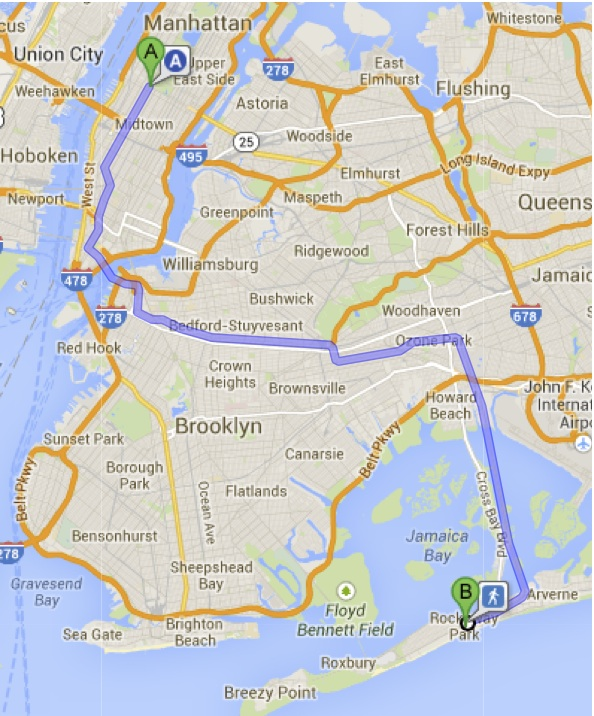 Manhattan
cus
Whitestone
Union City
A
A
Upper
East Side
278
East
Elmhurst
Weehawken
Flushing
Astoria
Midtown
25
Woodside
495
Hoboken
Elmhurst
Long Island Expy
West St
Newport
Maspeth
Queens
Greenpoint
Forest Hills
Ridgewood
Williamsburg
Jamaic
478
Bushwick
Woodhaven
278
678
Bedford-Stuyvesant
Red Hook
Ozone Park
Crown
Heights
Brownsville
John F. Ke
Internat
Airpo
Howard
Beach
Brooklyn
Sunset Park
Canarsie
Belt Pkwy
Borough
Park
Belt Pkwy
Ocean Ave
Flatlands
Cross Bay Blvd
Bensonhurst
Jamaica
Bay
278
Sheepshead
Bay
Gravesend
Bay
B
Arverne
Floyd
Bennett Field
Rockaway
Park
Brighton
Beach
Sea Gate
Roxbury
Breezy Point